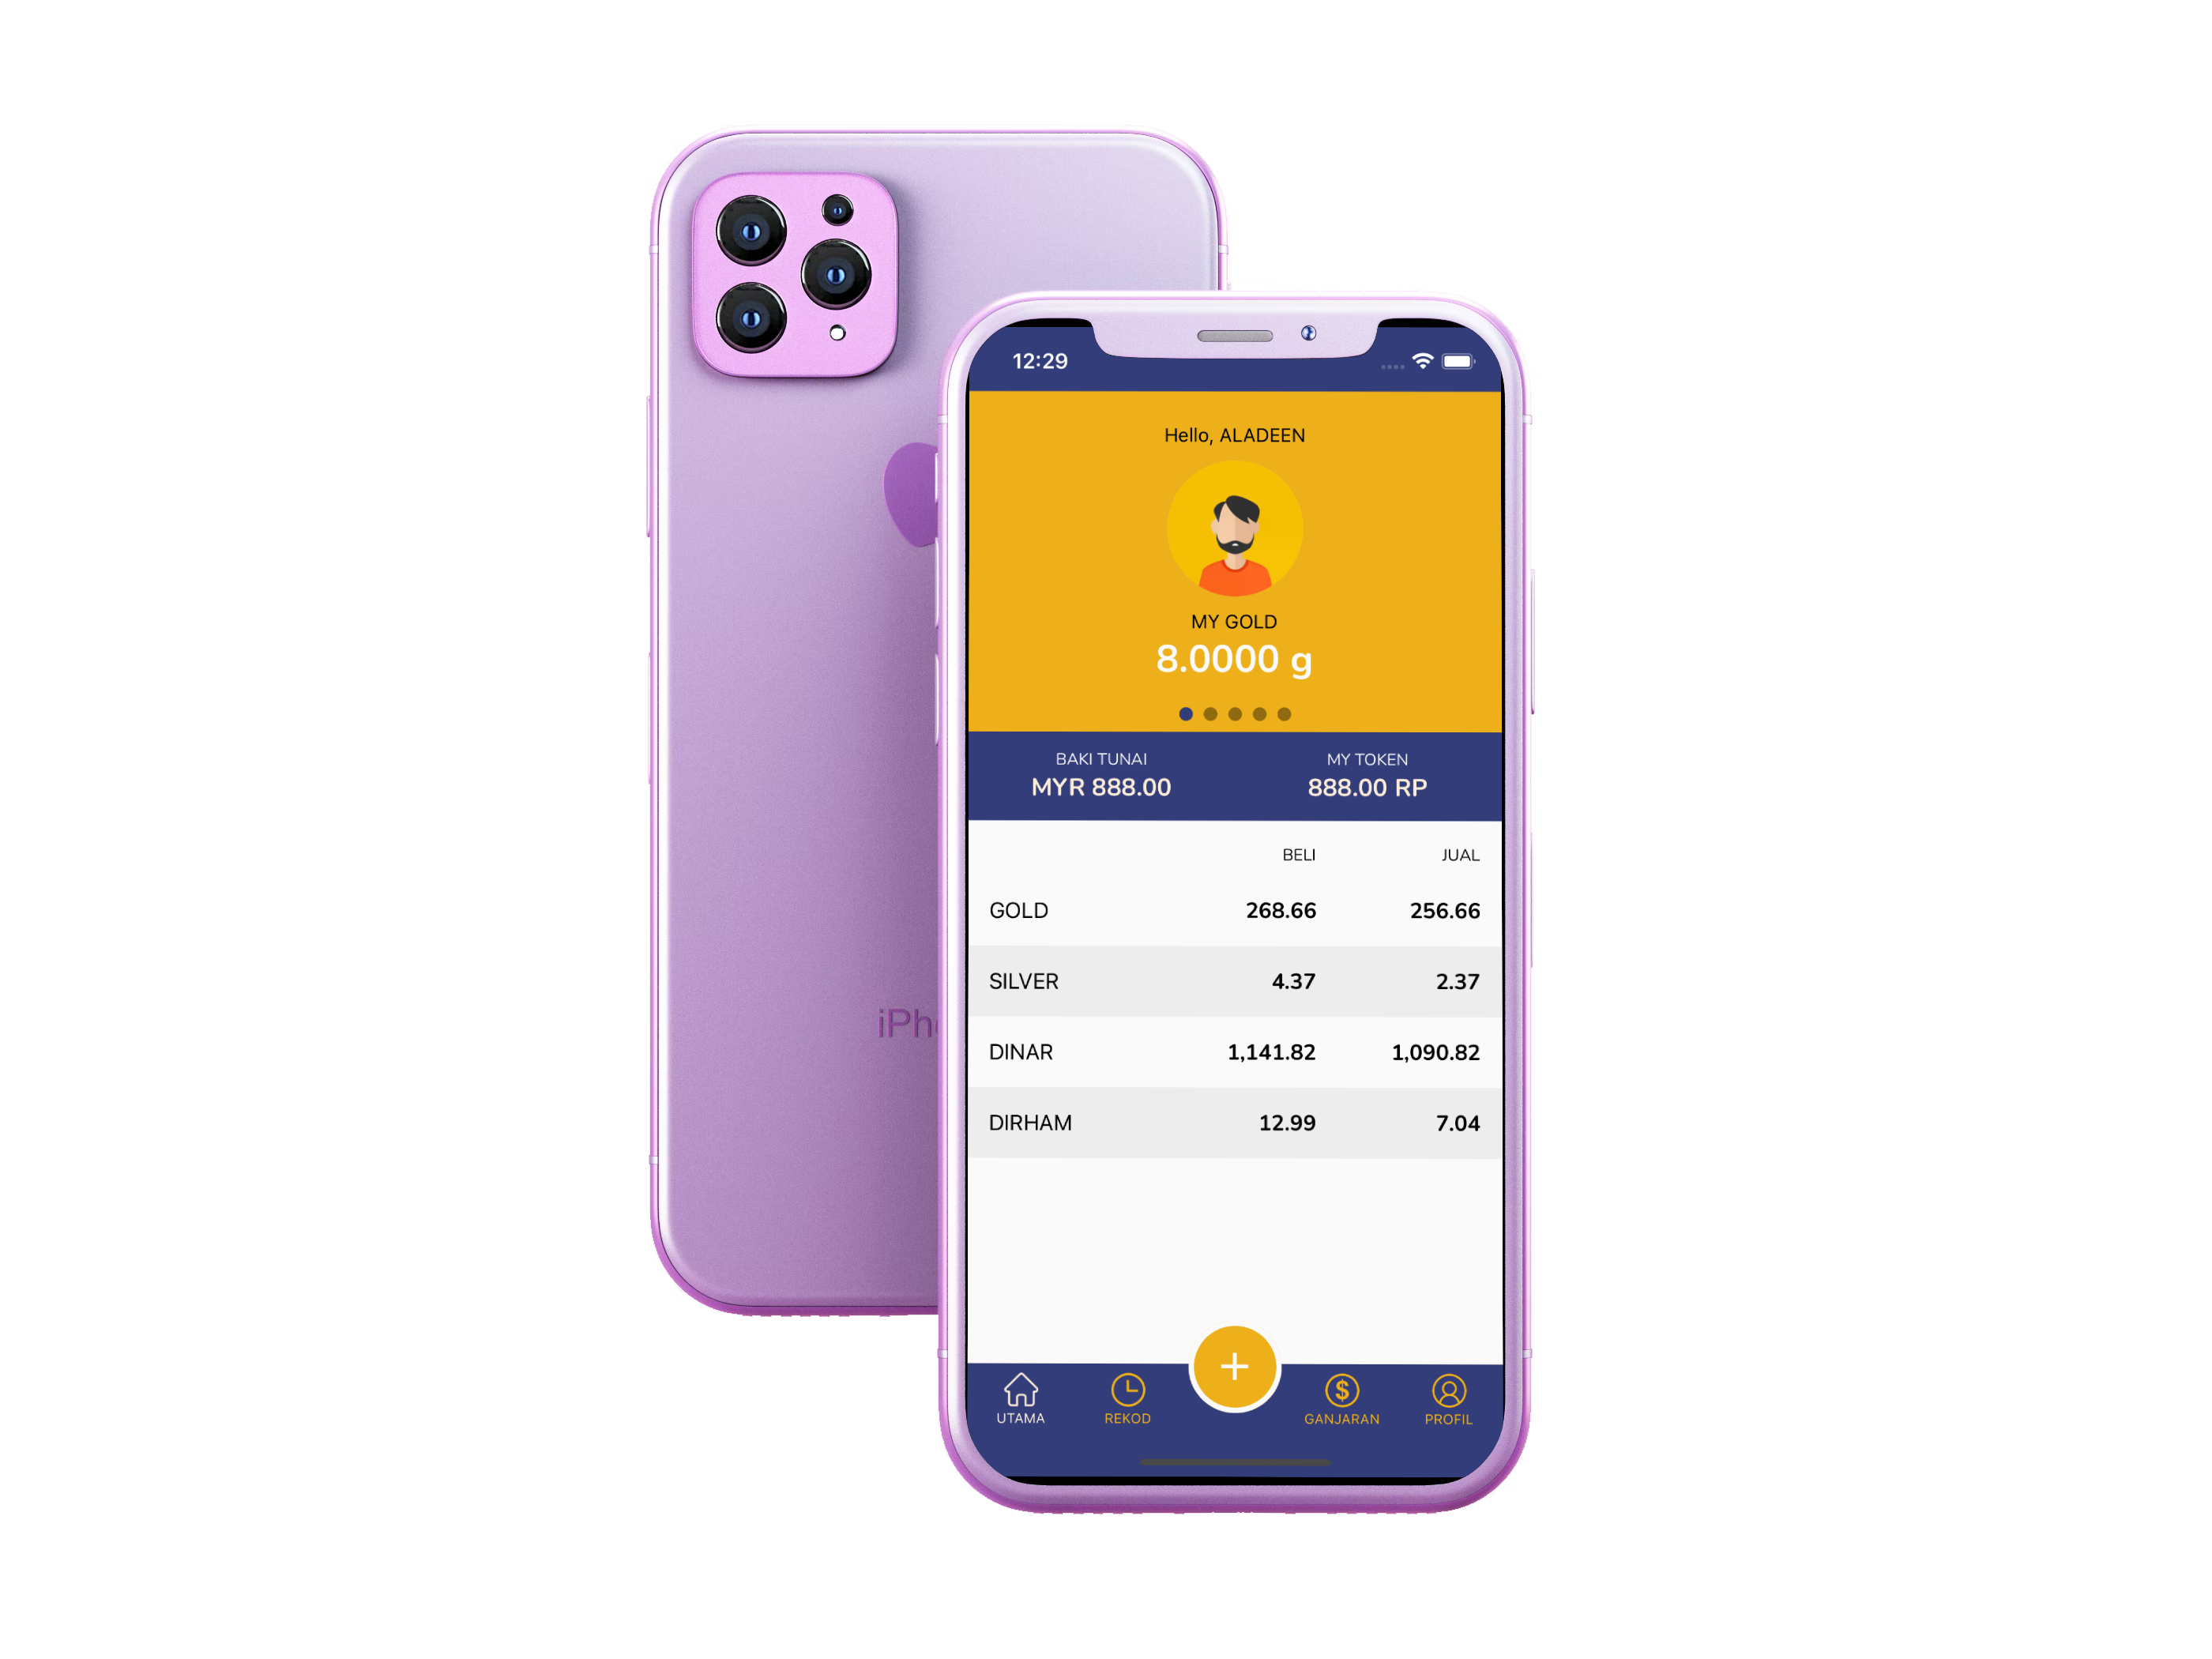 12:29
Hello, ALADEEN
MY GOLD
8.0000 g
BAKI TUNAI MY TOKEN
MYR 888.00 888.00 RP
BELI JUAL
GOLD 268.66 256.66
SILVER 4.37 2.37
DINAR 1,141.82 1,090.82
DIRHAM 12.99 7.04
UTAMA REKOD + GANJARAN PROFIL